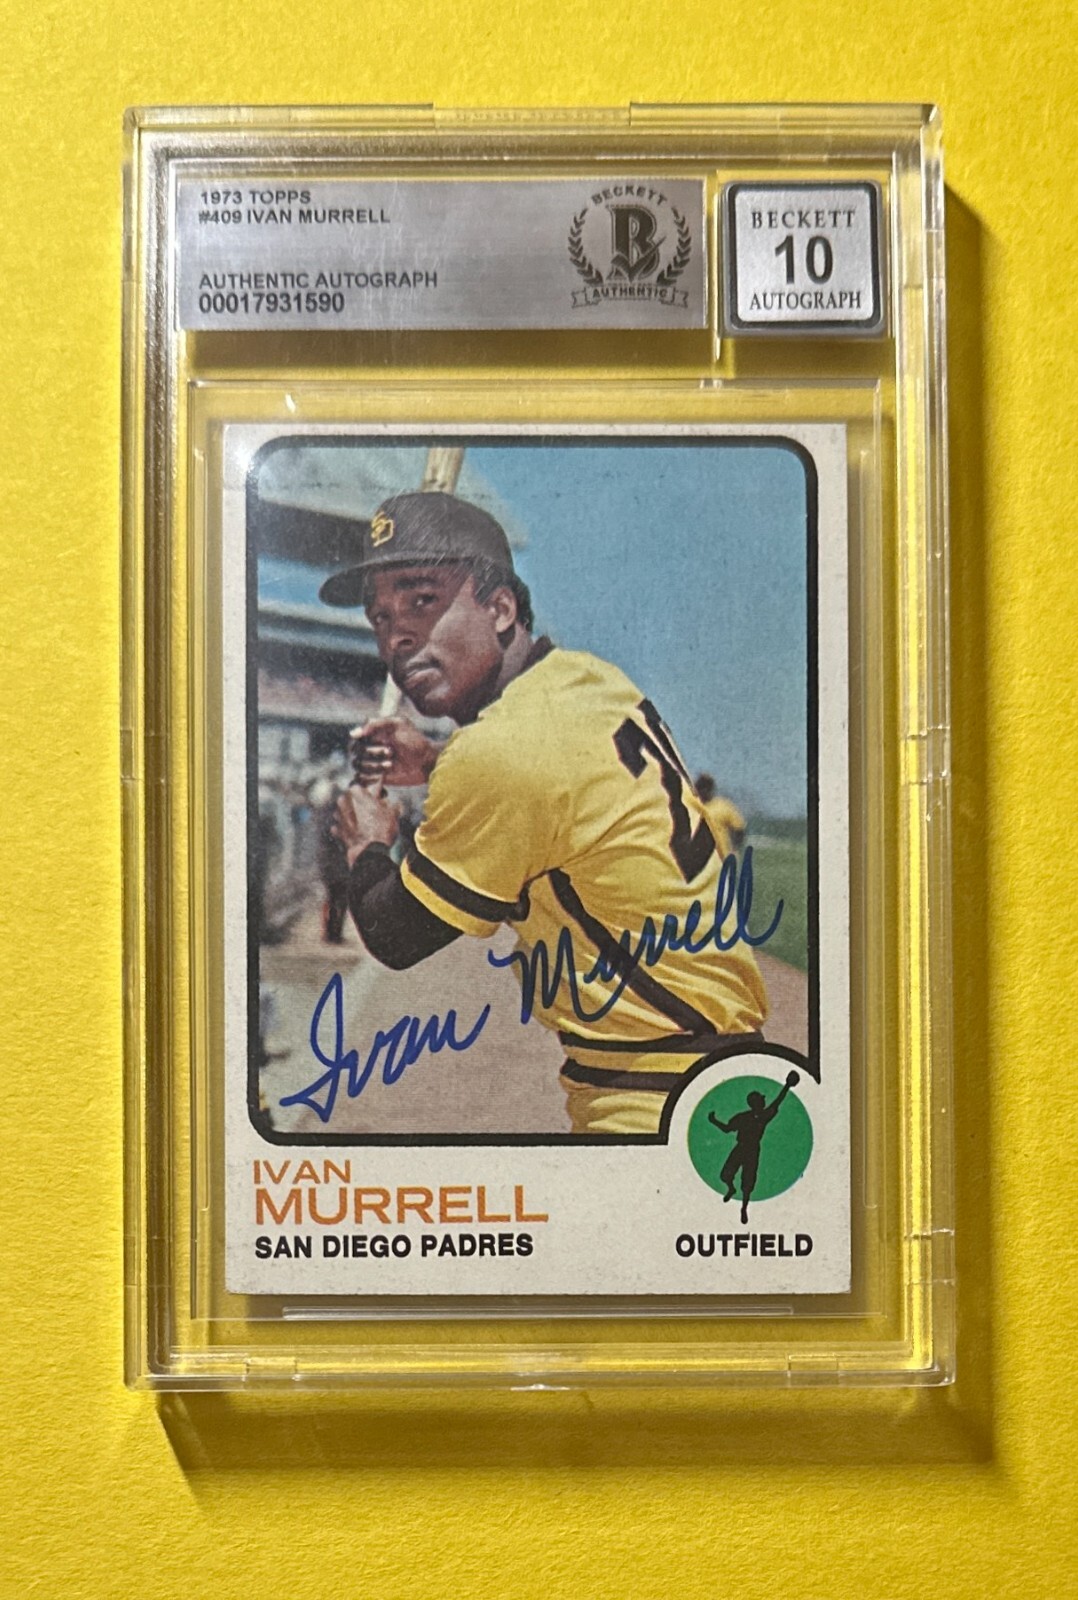 1973 TOPPS
#409 IVAN MURRELL
AUTHENTIC AUTOGRAPH
00017931590
BECKETT
B
AUTHENTIC
BECKETT
10
AUTOGRAPH
SD
Ivan Murrell
IVAN
MURRELL
SAN DIEGO PADRES
OUTFIELD